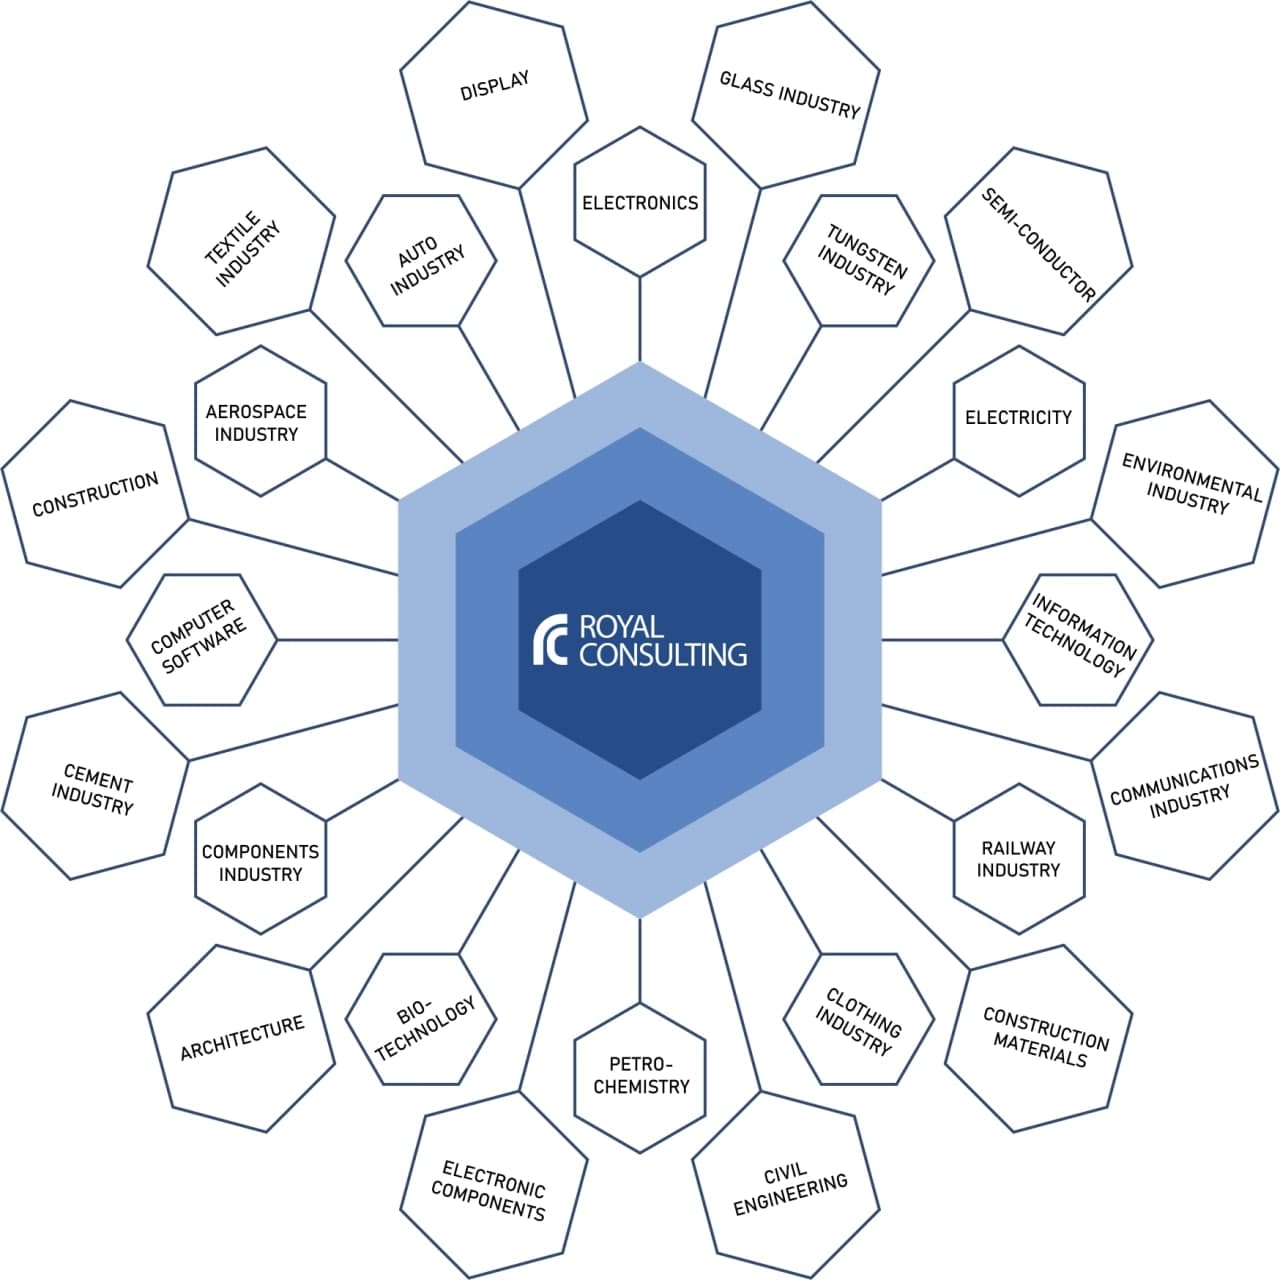 DISPLAY
GLASS INDUSTRY
ELECTRONICS
TEXTILE
INDUSTRY
AUTO
INDUSTRY
TUNGSTEN
INDUSTRY
SEMI-CONDUCTOR
AEROSPACE
INDUSTRY
ELECTRICITY
CONSTRUCTION
ENVIRONMENTAL
INDUSTRY
COMPUTER
SOFTWARE
ROYAL
CONSULTING
INFORMATION
TECHNOLOGY
CEMENT
INDUSTRY
COMMUNICATIONS
INDUSTRY
COMPONENTS
INDUSTRY
RAILWAY
INDUSTRY
ARCHITECTURE
BIO-
TECHNOLOGY
CLOTHING
INDUSTRY
CONSTRUCTION
MATERIALS
PETRO-
CHEMISTRY
ELECTRONIC
COMPONENTS
CIVIL
ENGINEERING